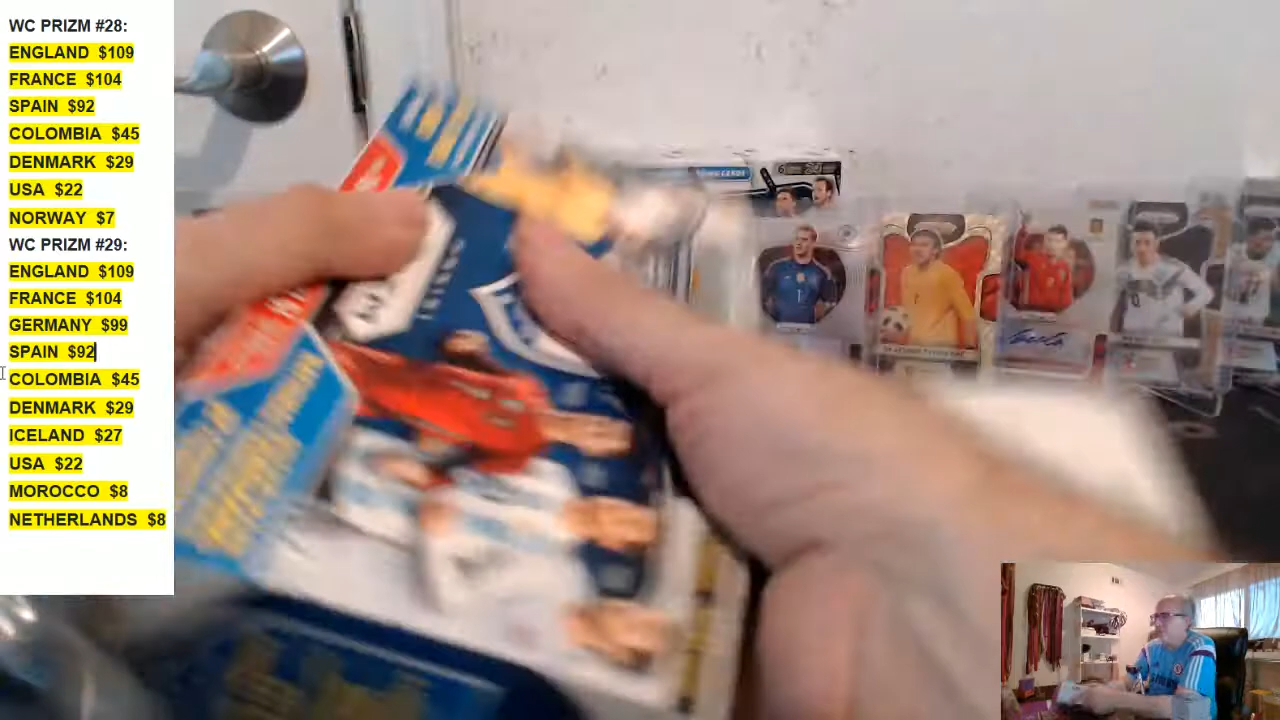 WC PRIZM #28:
ENGLAND $109
FRANCE $104
SPAIN $92
COLOMBIA $45
DENMARK $29
USA $22
NORWAY $7
WC PRIZM #29:
ENGLAND $109
FRANCE $104
GERMANY $99
SPAIN $92
COLOMBIA $45
DENMARK $29
ICELAND $27
USA $22
MOROCCO $8
NETHERLANDS $8